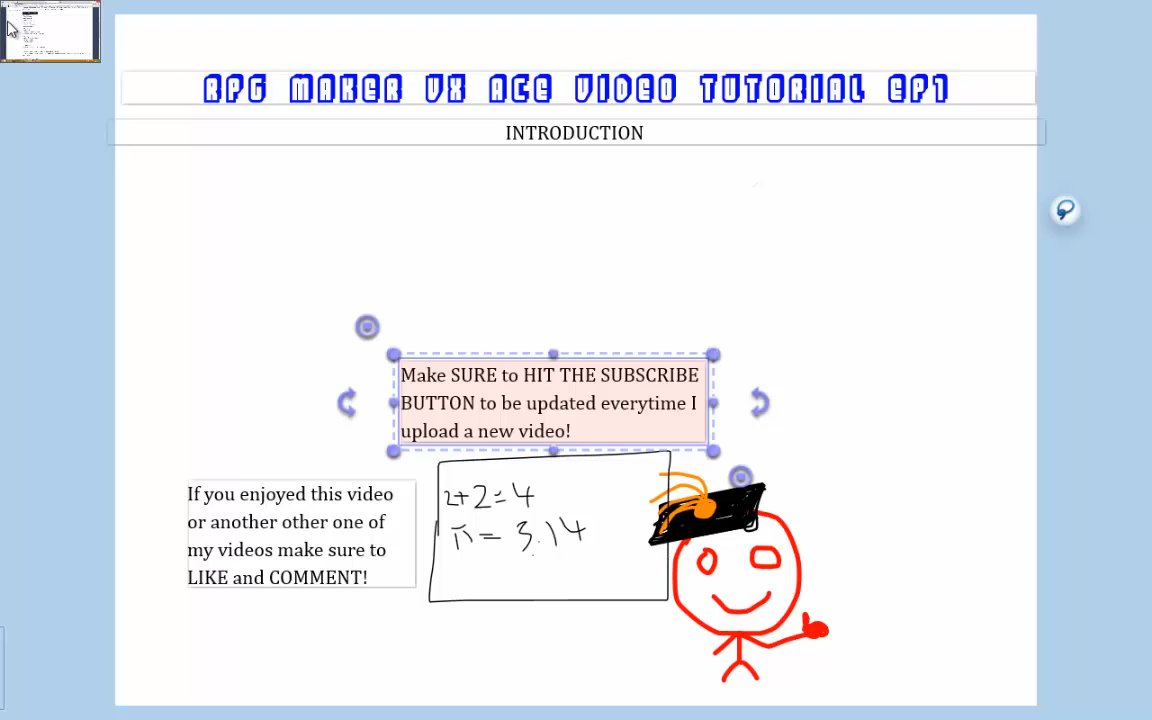 RPG MAKER VX ACE VIDEO TUTORIAL EP1
INTRODUCTION
Make SURE to HIT THE SUBSCRIBE
BUTTON to be updated everytime I
upload a new video!
If you enjoyed this video
or another other one of
my videos make sure to
LIKE and COMMENT!
2+2=4
π=3.14